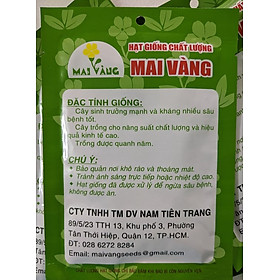 HẠT GIỐNG CHẤT LƯỢNG
MAI VÀNG
MAI VÀNG
ĐẶC TÍNH GIỐNG:
Cây sinh trưởng mạnh và kháng nhiều sâu
bệnh tốt.
Cây trồng cho năng suất chất lượng và hiệu
quả kinh tế cao.
Trồng được quanh năm.
CHÚ Ý:
- Bảo quản nơi khô ráo và thoáng mát.
- Tránh ánh sáng trực tiếp hoặc nhiệt độ cao.
- Hạt giống đã được xử lý để ngừa sâu bệnh,
không được ăn.
CTY TNHH TM DV NAM TIẾN TRANG
89/5/23 TTH 13, Khu phố 3, Phường
Tân Thới Hiệp, Quận 12, TP.HCM.
ĐT: 028 6272 8284
Email: maivangseeds@gmail.com